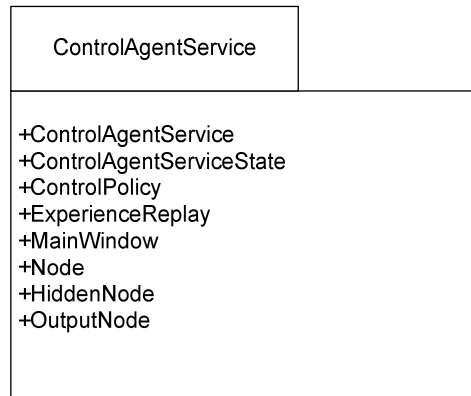 ControlAgentService
+ControlAgentService
+ControlAgentServiceState
+ControlPolicy
+ExperienceReplay
+MainWindow
+Node
+HiddenNode
+OutputNode